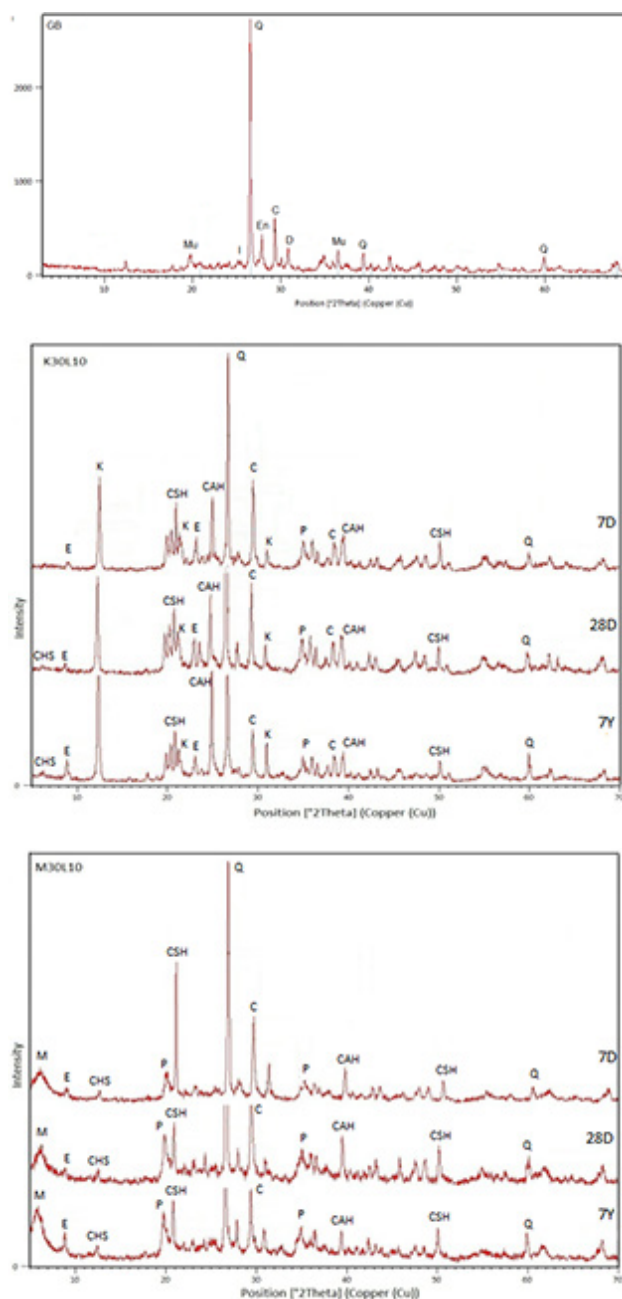 GB
Q
2000
1000
Mu
I
En
C
D
Mu
Q
Q
0
10
20
30
40
50
60
Position [°2Theta] (Copper (Cu))
K30L10
Q
K
CSH
K
E
CAH
C
K
P
C
CAH
CSH
Q
E
7D
CHS
E
CSH
K
E
CAH
C
K
P
C
CAH
CSH
Q
28D
CHS
E
CSH
K
E
CAH
C
K
P
C
CAH
CSH
Q
7Y
Intensity
0
10
20
30
40
50
60
70
Position [°2Theta] (Copper (Cu))
M30L10
Q
CSH
C
M
E
CHS
P
P
CAH
CSH
Q
7D
M
E
CHS
P
CSH
C
P
CAH
CSH
Q
28D
M
E
CHS
P
CSH
C
P
CAH
CSH
Q
7Y
Intensity
0
10
20
30
40
50
60
70
Position [°2Theta] (Copper (Cu))